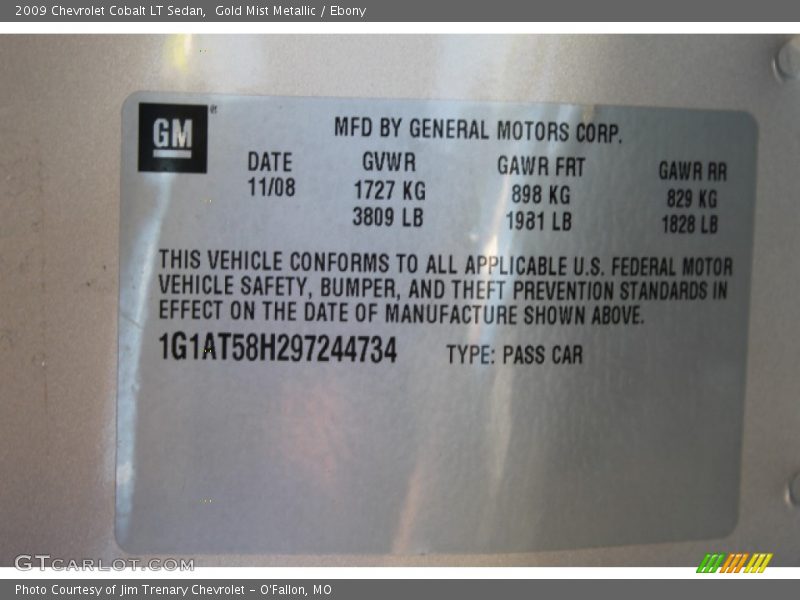 2009 Chevrolet Cobalt LT Sedan,  Gold Mist Metallic / Ebony
GM®
MFD BY GENERAL MOTORS CORP.
DATE GVWR GAWR FRT GAWR RR
11/08 1727 KG 898 KG 829 KG
3809 LB 1981 LB 1828 LB
THIS VEHICLE CONFORMS TO ALL APPLICABLE U.S. FEDERAL MOTOR
VEHICLE SAFETY, BUMPER, AND THEFT PREVENTION STANDARDS IN
EFFECT ON THE DATE OF MANUFACTURE SHOWN ABOVE.
1G1AT58H297244734 TYPE: PASS CAR
GTCARLOT.COM
Photo Courtesy of Jim Trenary Chevrolet - O'Fallon, MO